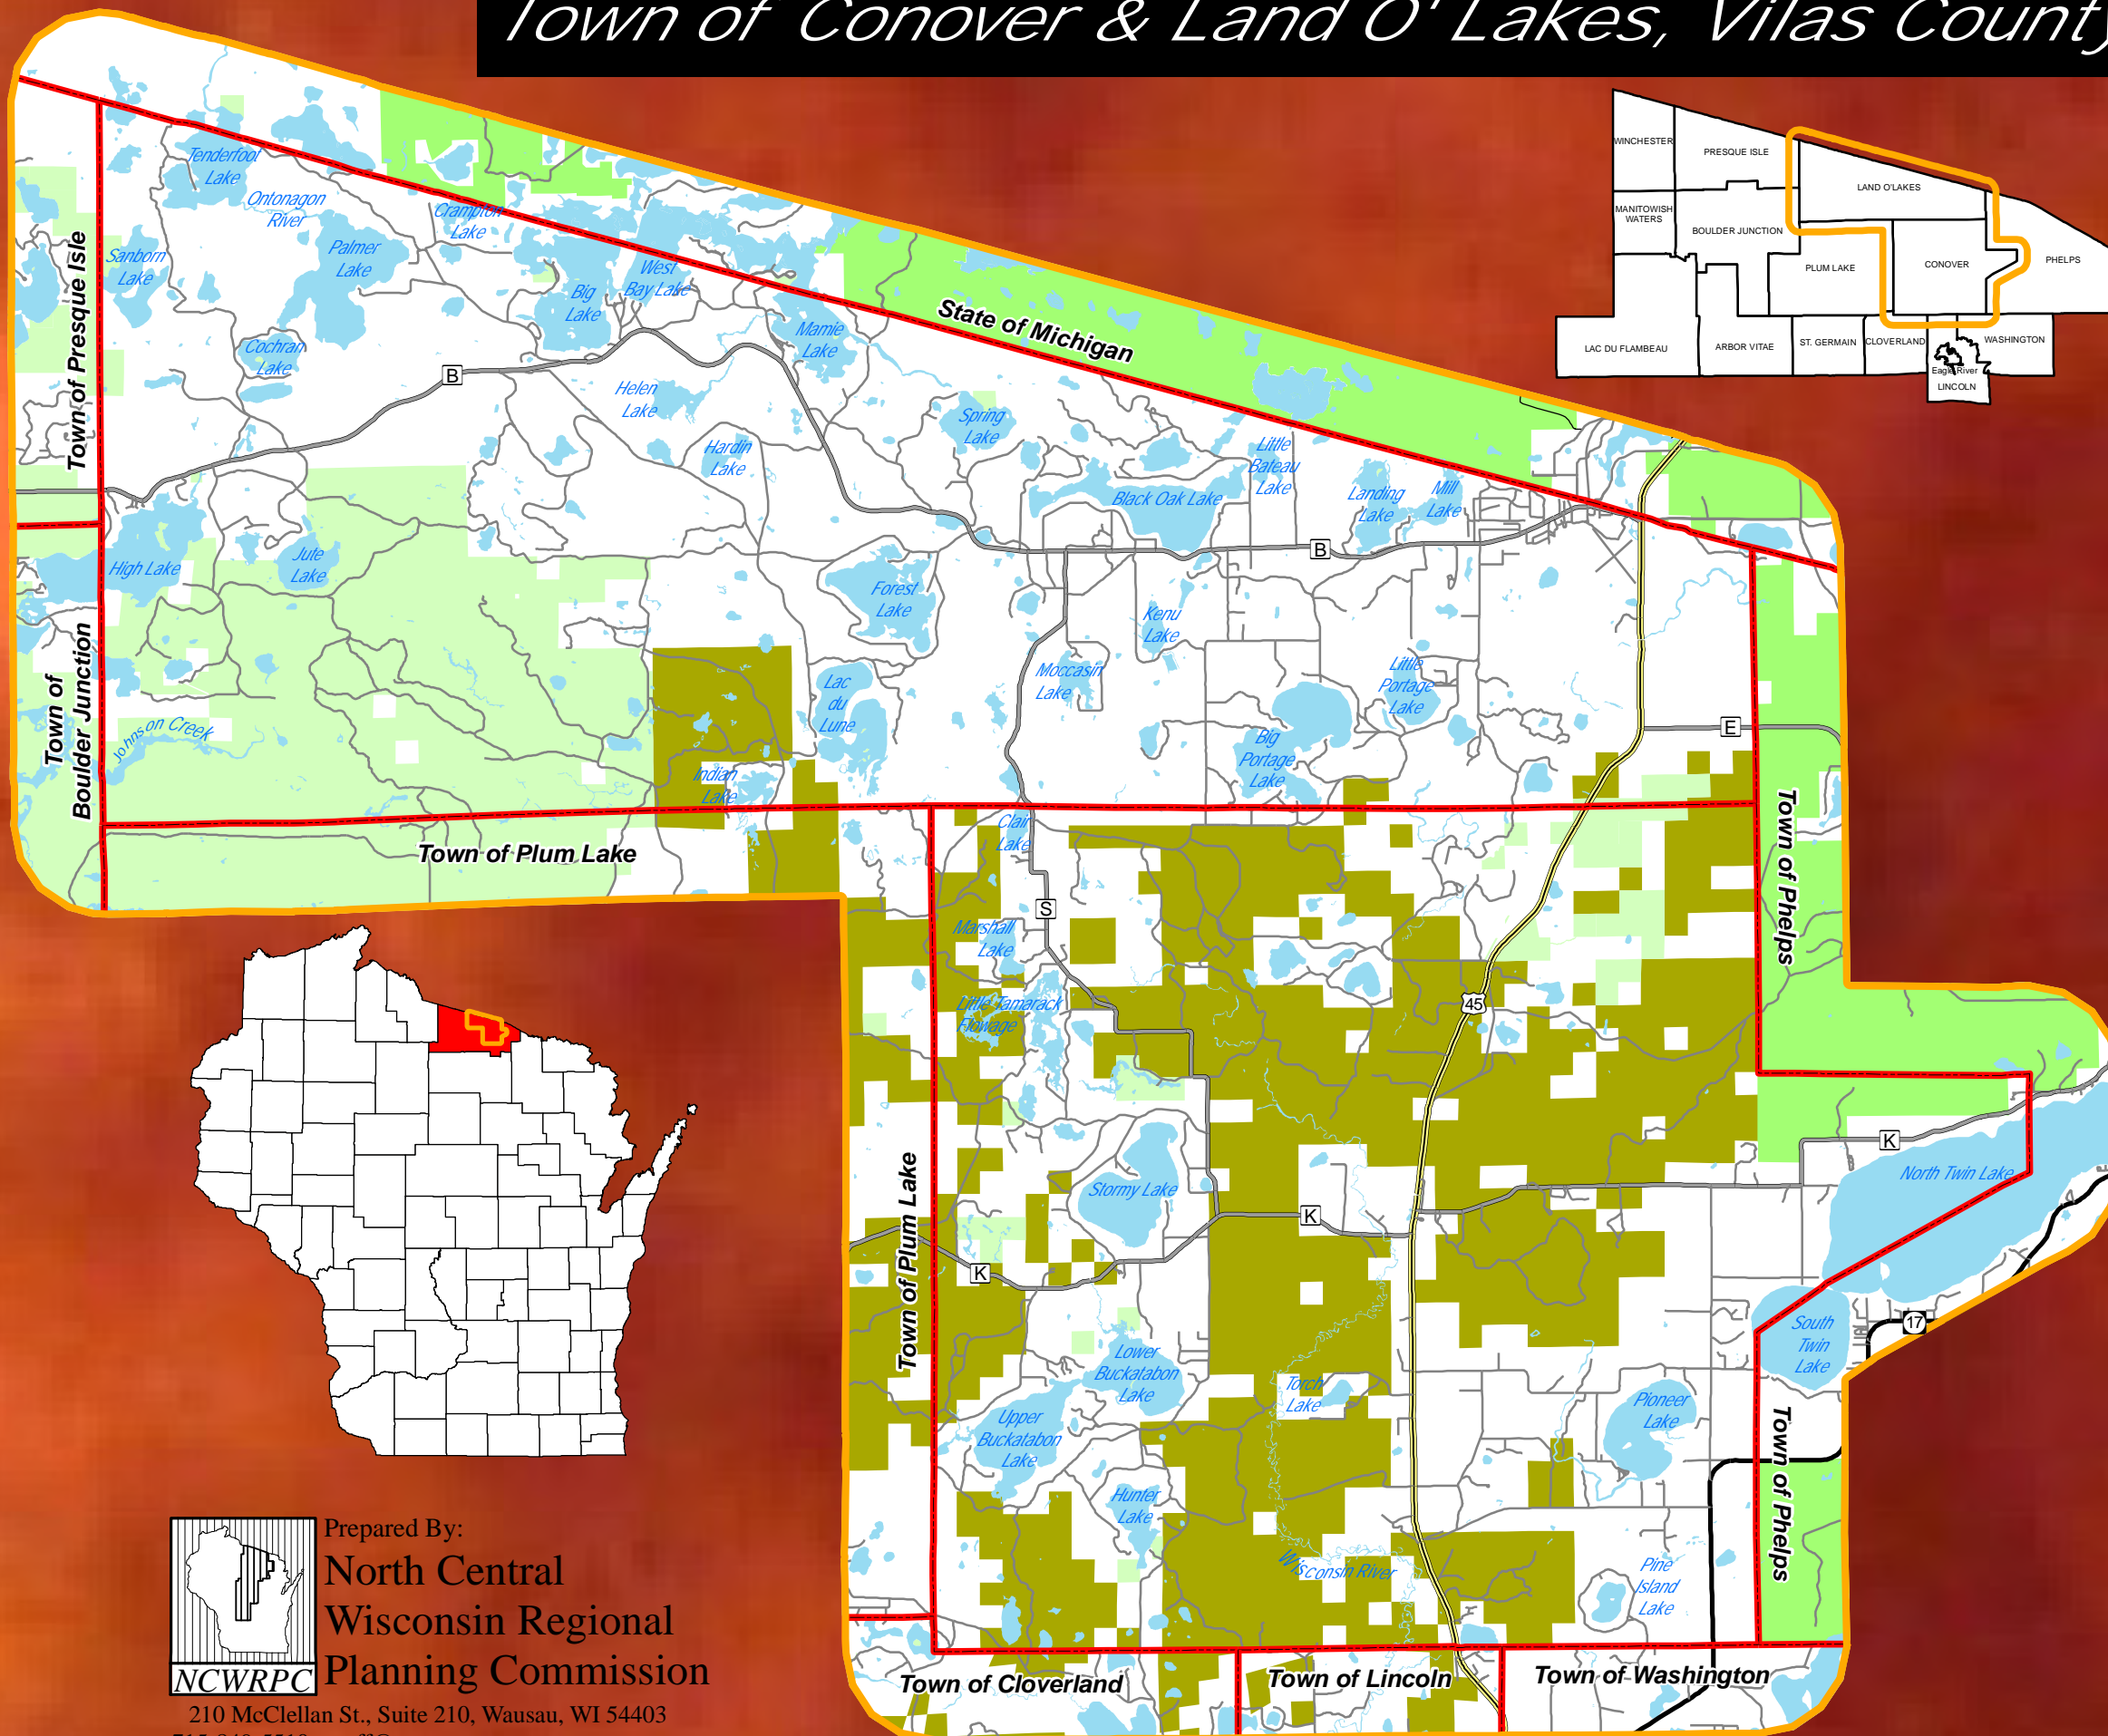 Town of Conover & Land O' Lakes, Vilas County
WINCHESTER
PRESQUE ISLE
LAND O'LAKES
MANITOWISH
WATERS
BOULDER JUNCTION
PLUM LAKE
CONOVER
PHELPS
LAC DU FLAMBEAU
ARBOR VITAE
ST. GERMAIN
CLOVERLAND
WASHINGTON
Eagle River
LINCOLN
Tenderfoot
Lake
Ontonagon
River
Crampton
Lake
Palmer
Lake
Sanborn
Lake
West
Bay Lake
Big
Lake
Mamie
Lake
State of Michigan
Town of Presque Isle
Cochran
Lake
B
Helen
Lake
Spring
Lake
Hardin
Lake
Little
Bateau
Lake
Black Oak Lake
Landing
Lake
Mill
Lake
B
High Lake
Jute
Lake
Forest
Lake
Kenu
Lake
Moccasin
Lake
Little
Portage
Lake
Lac
du
Lune
Town of
Boulder Junction
Johnson Creek
Big
Portage
Lake
E
Indian
Lake
Town of Plum Lake
Clair
Lake
Town of Phelps
S
Marshall
Lake
Little Tamarack
Flowage
45
K
North Twin Lake
Stormy Lake
K
Town of Plum Lake
K
17
South
Twin
Lake
Lower
Buckatabon
Lake
Torch
Lake
Pioneer
Lake
Upper
Buckatabon
Lake
Town of Phelps
Hunter
Lake
Wisconsin River
Pine
Island
Lake
Town of Cloverland
Town of Lincoln
Town of Washington
Prepared By:
North Central
Wisconsin Regional
Planning Commission
NCWRPC
210 McClellan St., Suite 210, Wausau, WI 54403